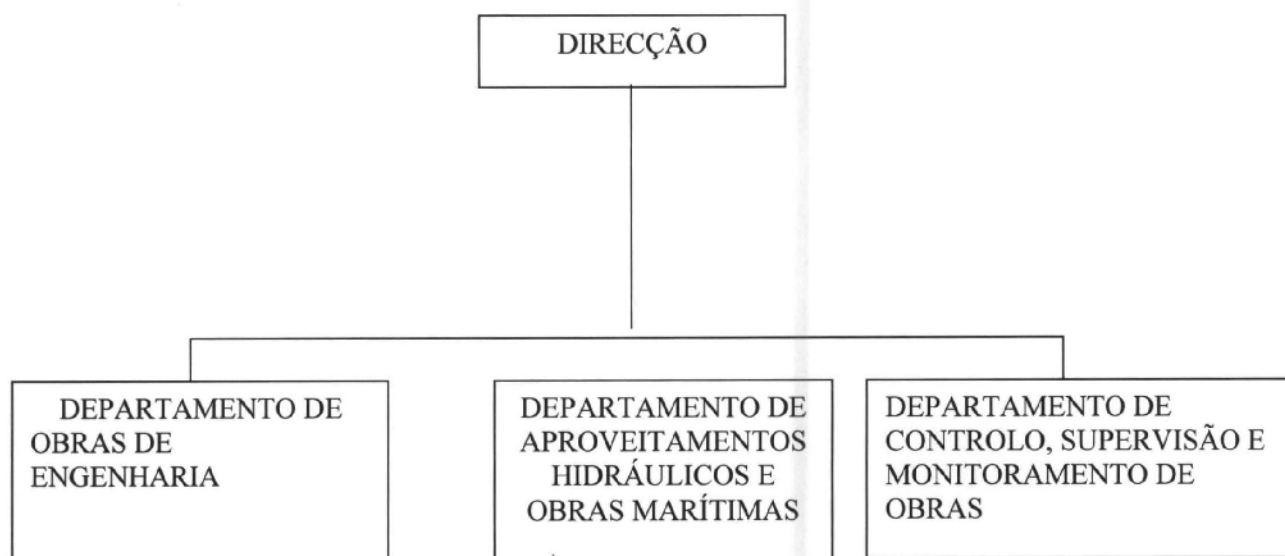 DIRECÇÃO
DEPARTAMENTO DE
OBRAS DE
ENGENHARIA
DEPARTAMENTO DE
APROVEITAMENTOS
HIDRÁULICOS E
OBRAS MARÍTIMAS
DEPARTAMENTO DE
CONTROLO, SUPERVISÃO E
MONITORAMENTO DE
OBRAS